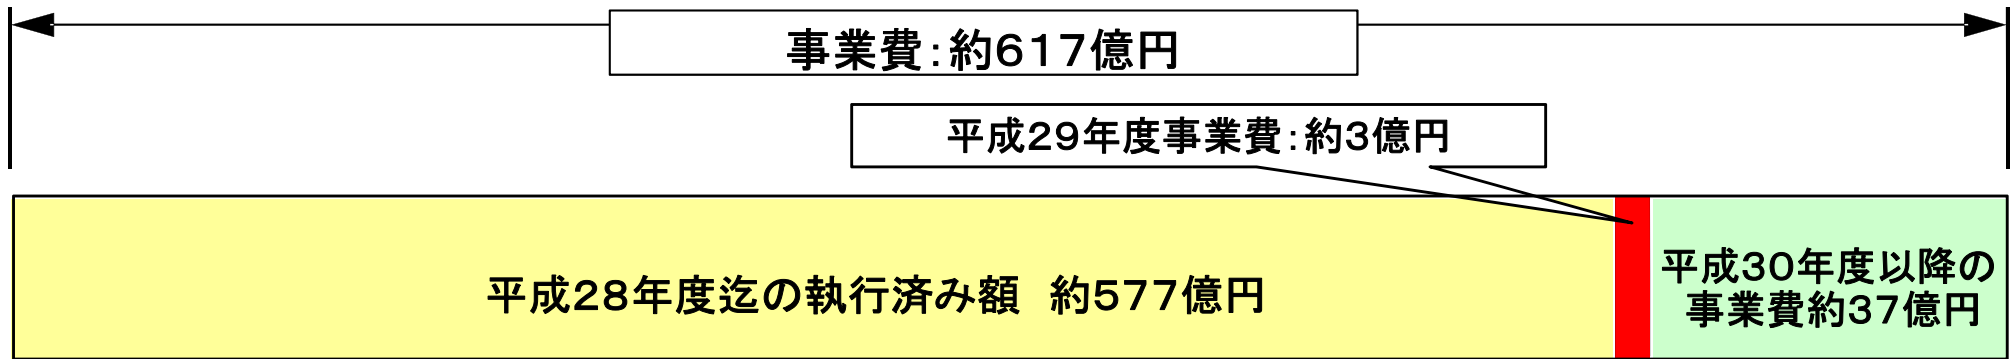 事業費：約617億円
平成29年度事業費：約3億円
平成28年度迄の執行済み額　約577億円
平成30年度以降の
事業費約37億円